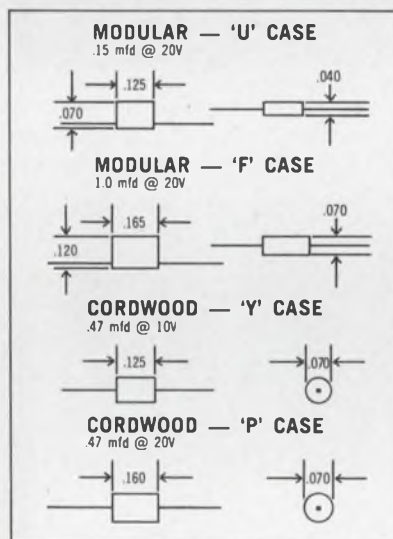 MODULAR — 'U' CASE
.15 mfd @ 20V
.125
.040
.070
MODULAR — 'F' CASE
1.0 mfd @ 20V
.165
.070
.120
CORDWOOD — 'Y' CASE
.47 mfd @ 10V
.125
.070
CORDWOOD — 'P' CASE
.47 mfd @ 20V
.160
.070